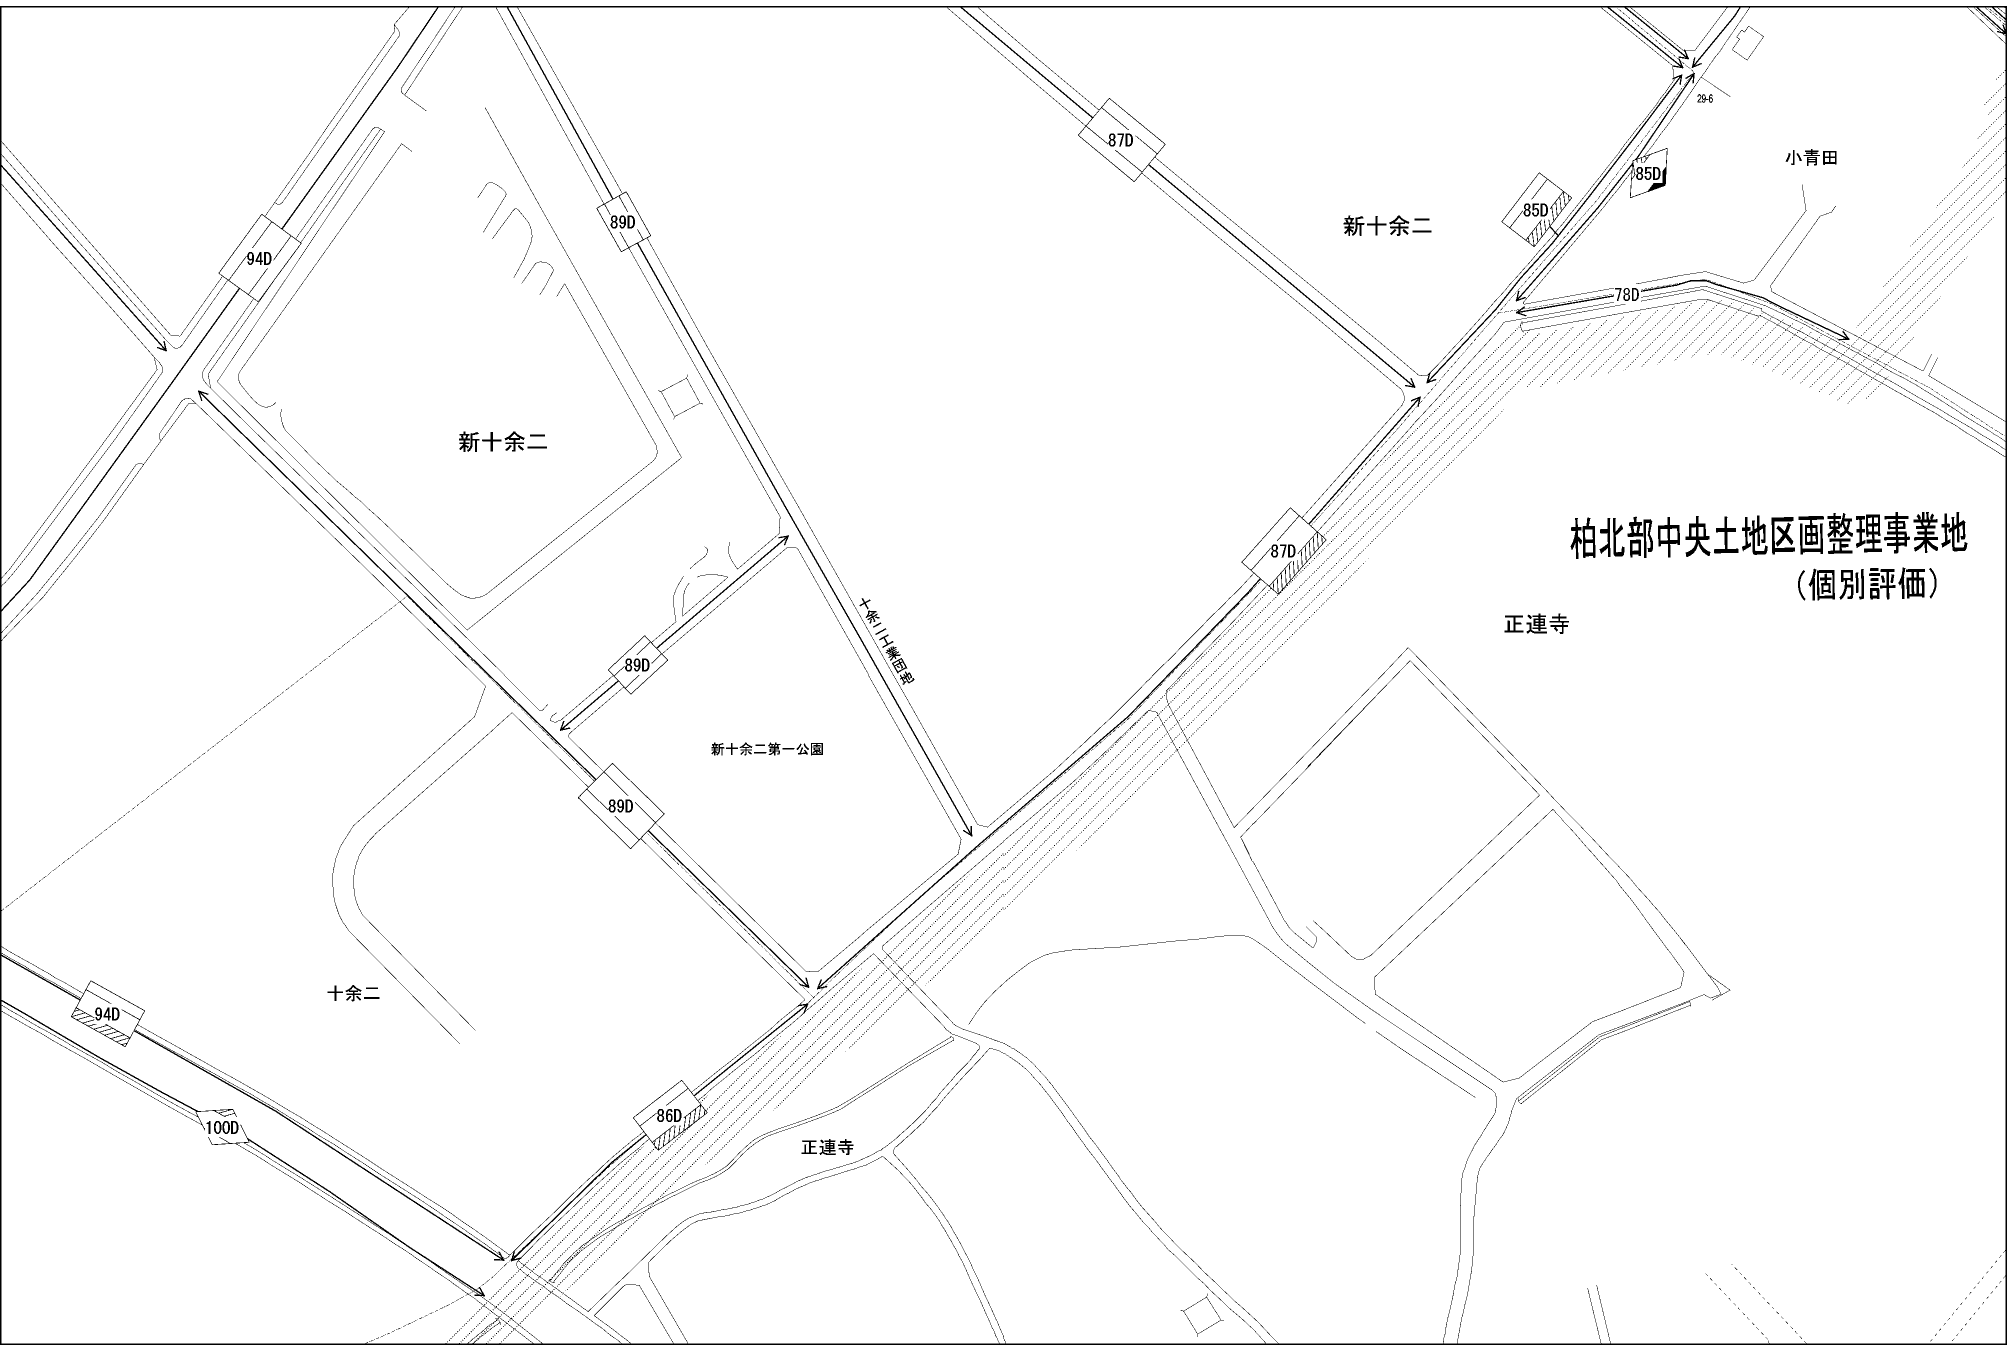 29-6
87D
小青田
85D
85D
89D
新十余二
94D
78D
新十余二
柏北部中央土地区画整理事業地
（個別評価）
87D
正連寺
十余二工業団地
89D
新十余二第一公園
89D
十余二
94D
86D
100D
正連寺